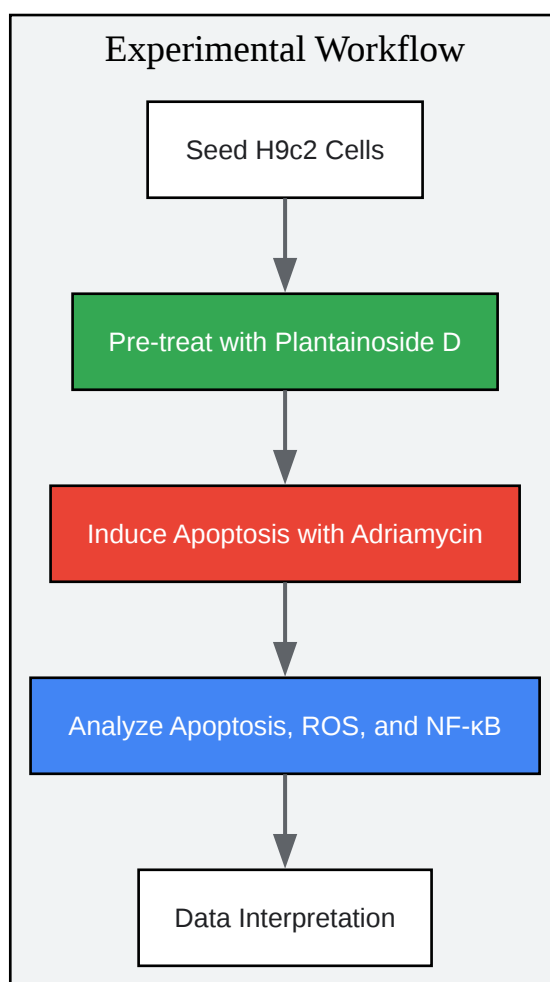 Experimental Workflow
Seed H9c2 Cells
Pre-treat with Plantainoside D
Induce Apoptosis with Adriamycin
Analyze Apoptosis, ROS, and NF-κB
Data Interpretation